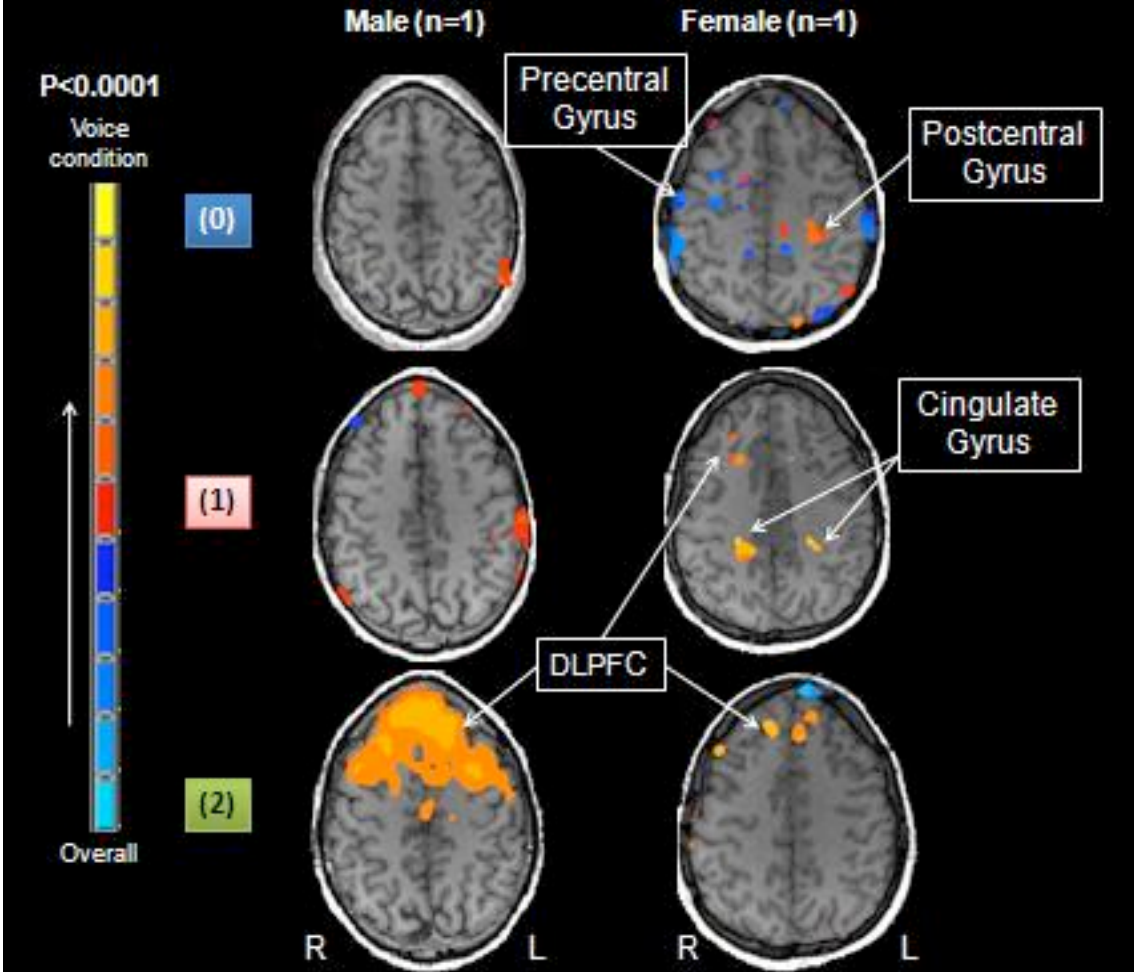 Male (n=1)
Female (n=1)
P<0.0001
Voice
condition
Precentral
Gyrus
Postcentral
Gyrus
(0)
Cingulate
Gyrus
(1)
DLPFC
(2)
Overall
R
L
R
L